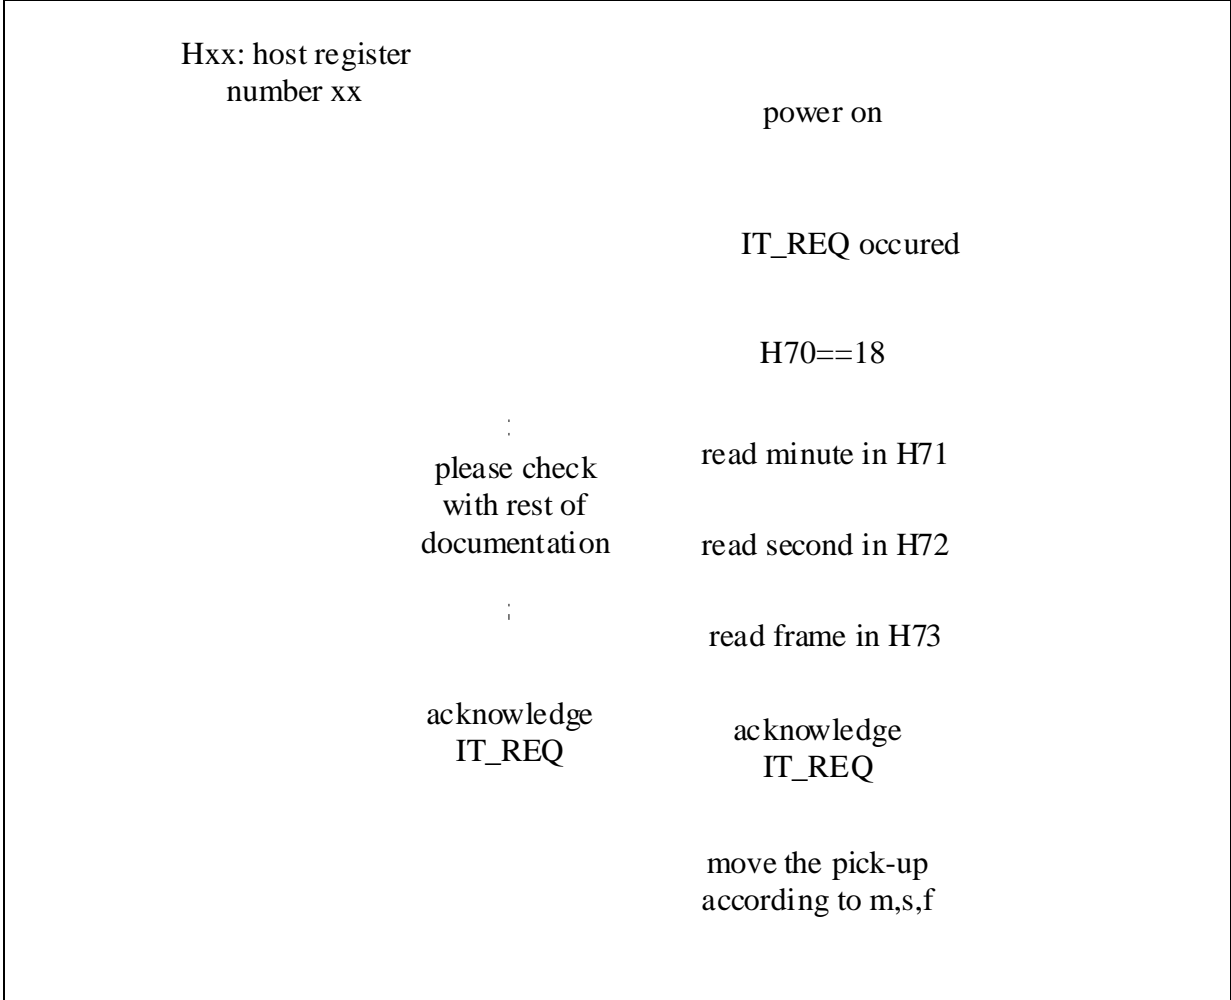 Hxx: host register
number xx
power on
IT_REQ occured
H70==18
read minute in H71
please check
with rest of
documentation
read second in H72
read frame in H73
acknowledge
IT_REQ
acknowledge
IT_REQ
move the pick-up
according to m,s,f